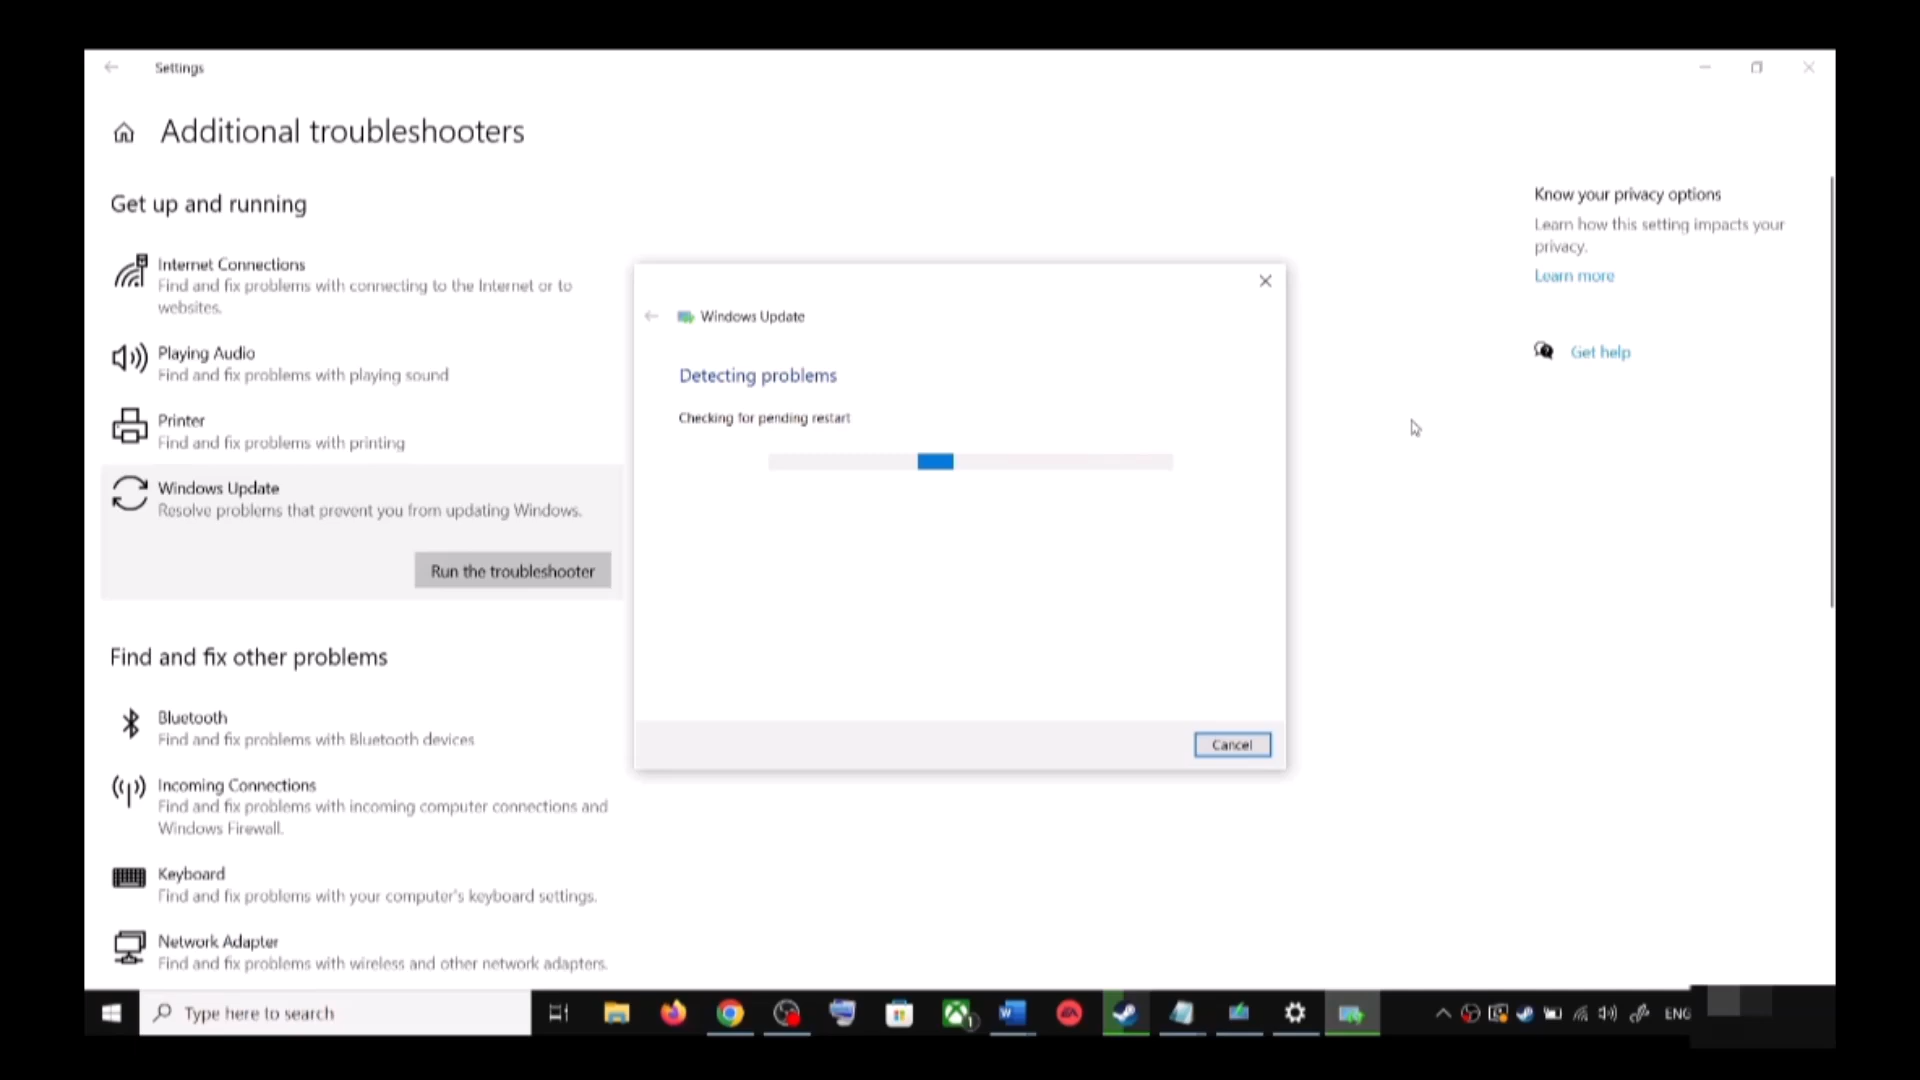 Settings
Additional troubleshooters
Get up and running
Internet Connections
Find and fix problems with connecting to the Internet or to
websites.
Playing Audio
Find and fix problems with playing sound
Printer
Find and fix problems with printing
Windows Update
Resolve problems that prevent you from updating Windows.
Run the troubleshooter
Find and fix other problems
Bluetooth
Find and fix problems with Bluetooth devices
Incoming Connections
Find and fix problems with incoming computer connections and
Windows Firewall.
Keyboard
Find and fix problems with your computer's keyboard settings.
Network Adapter
Find and fix problems with wireless and other network adapters.
Windows Update
Detecting problems
Checking for pending restart
Cancel
Know your privacy options
Learn how this setting impacts your
privacy.
Learn more
Get help
Type here to search
W
EA
1
ENG